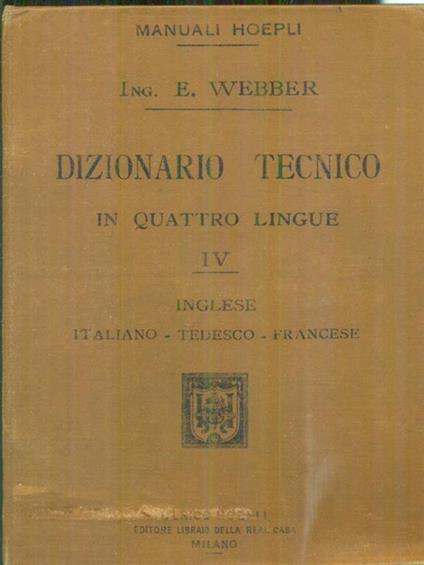 MANUALI HOEPLI
ING. E. WEBBER
DIZIONARIO TECNICO
IN QUATTRO LINGUE
IV
INGLESE
ITALIANO - TEDESCO - FRANCESE
EDITORE LIBRAIO DELLA REAL CASA
MILANO